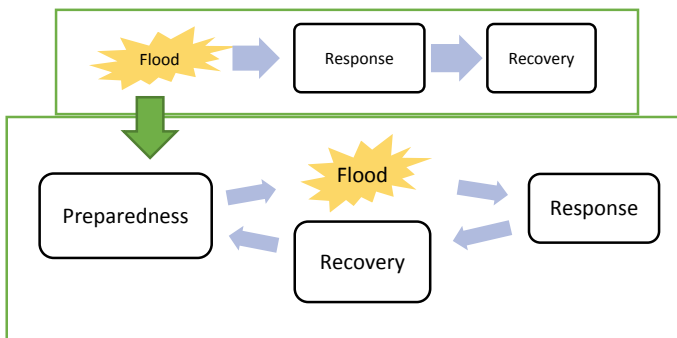 Flood
Response
Recovery
Flood
Preparedness
Response
Recovery